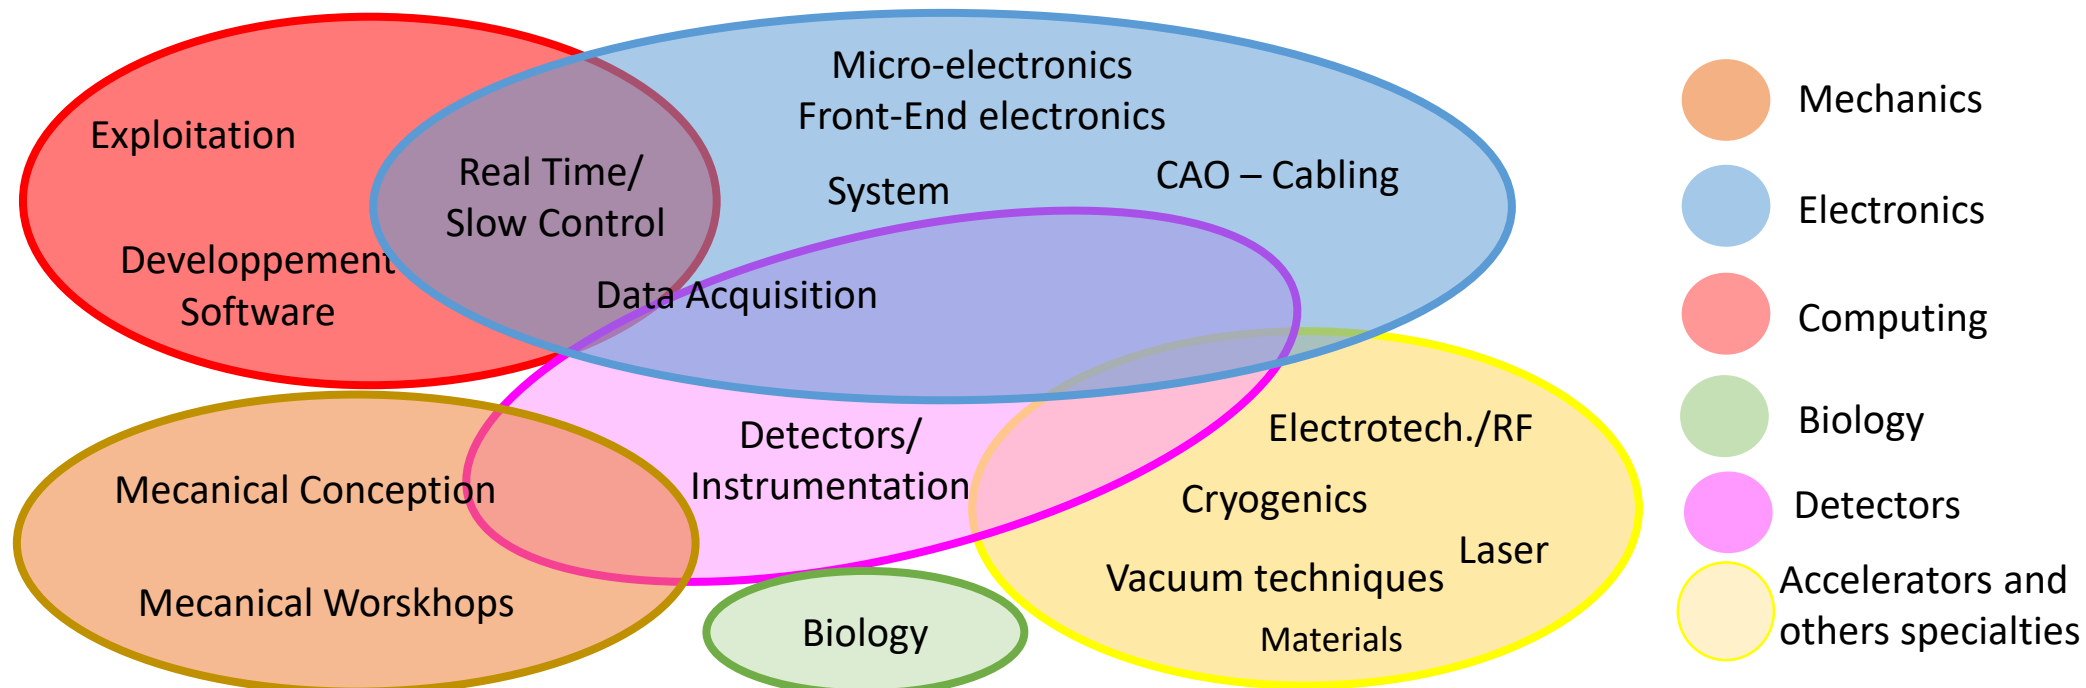 Micro-electronics
Front-End electronics
Exploitation
Real Time/
Slow Control
System
CAO – Cabling
Developpement
Software
Data Acquisition
Detectors/
Instrumentation
Electrotech./RF
Mecanical Conception
Cryogenics
Laser
Vacuum techniques
Mecanical Worskhops
Biology
Materials
Mechanics
Electronics
Computing
Biology
Detectors
Accelerators and
others specialties